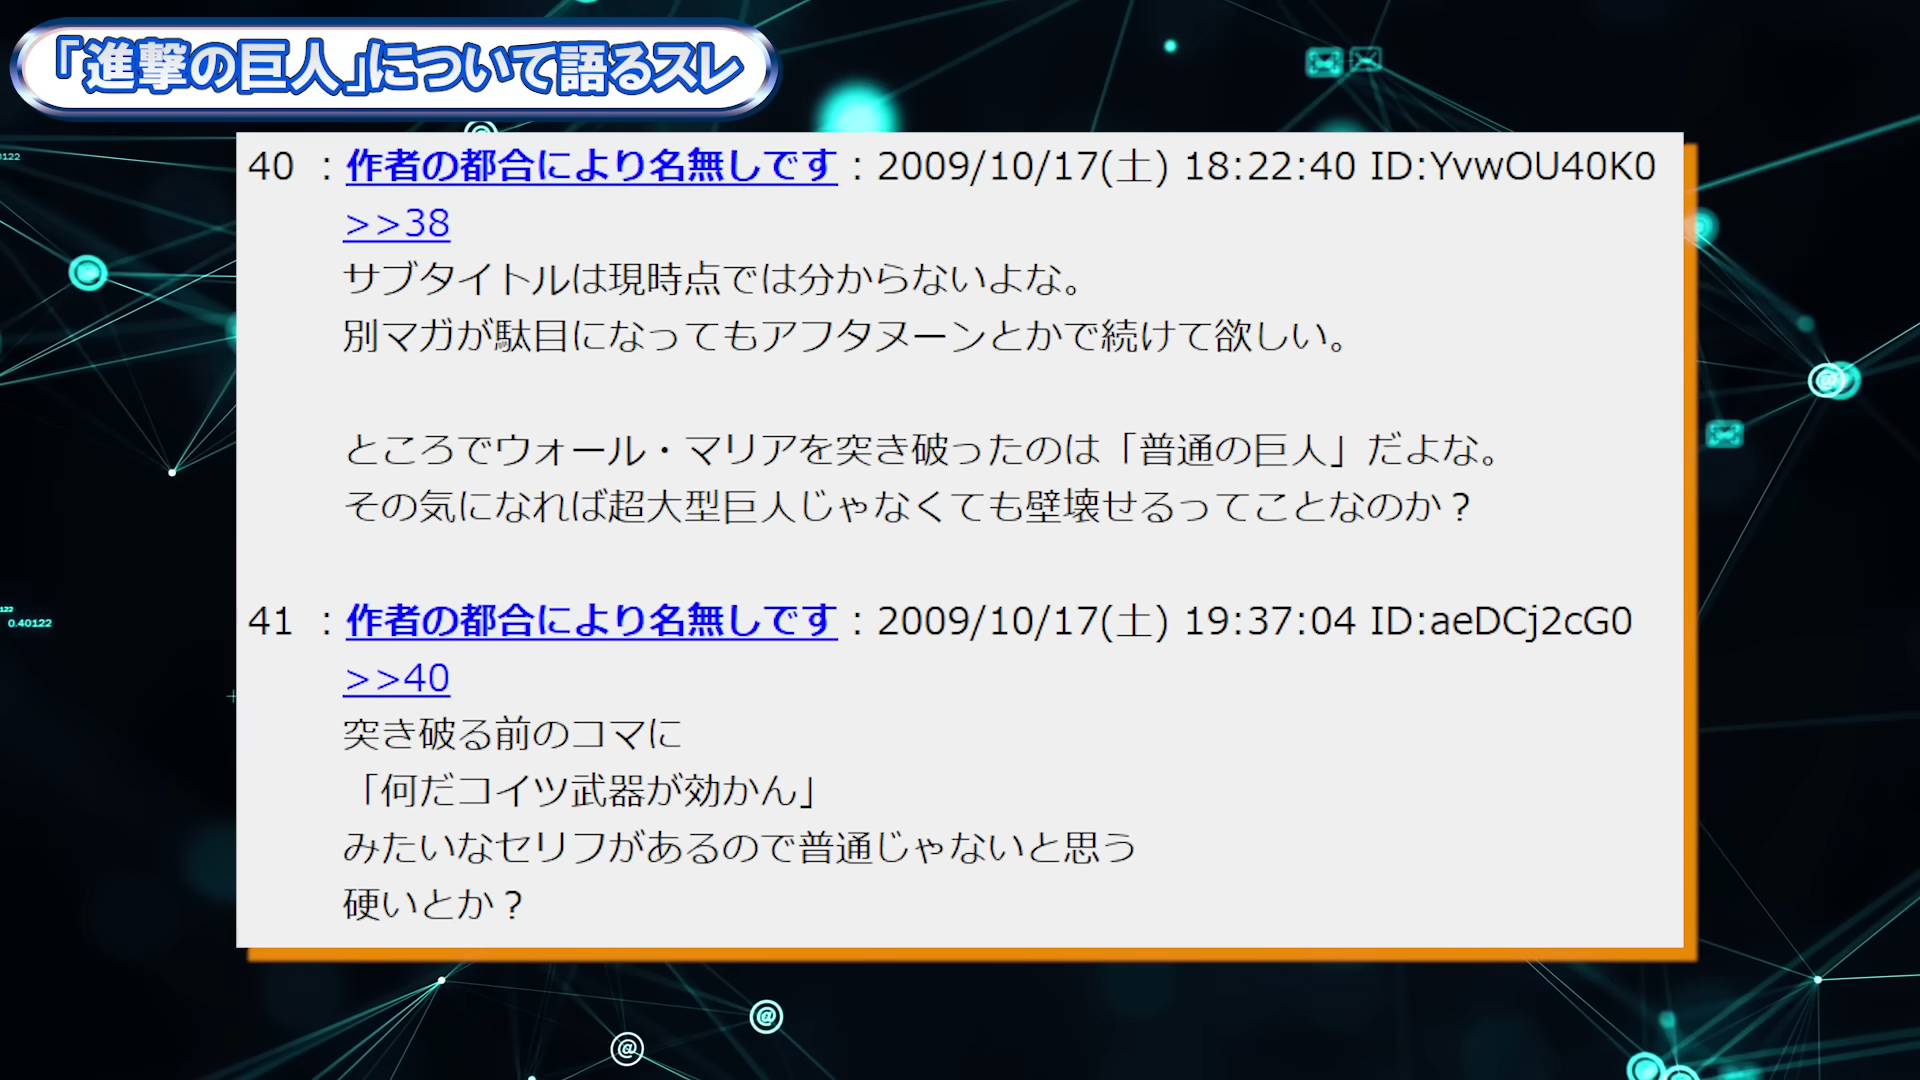 「進撃の巨人」について語るスレ
40 ：作者の都合により名無しです：2009/10/17(土) 18:22:40 ID:YvwOU40K0
>>38
サブタイトルは現時点では分からないよな。
別マガが駄目になってもアフタヌーンとかで続けて欲しい。
ところでウォール・マリアを突き破ったのは「普通の巨人」だよな。
その気になれば超大型巨人じゃなくても壁壊せるってことなのか？
41 ：作者の都合により名無しです：2009/10/17(土) 19:37:04 ID:aeDCj2cG0
>>40
突き破る前のコマに
「何だコイツ武器が効かん」
みたいなセリフがあるので普通じゃないと思う
硬いとか？
0122
122
0.40122